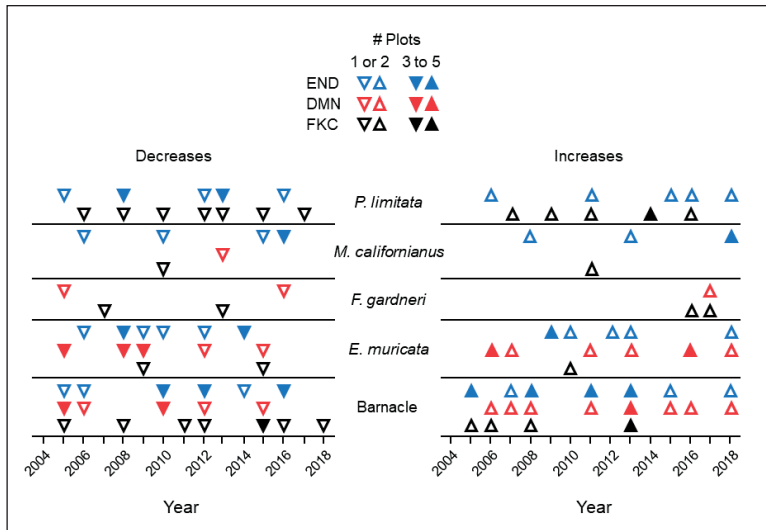 # Plots
1 or 2 3 to 5
END
DMN
FKC
Decreases Increases
P. limitata
M. californianus
F. gardneri
E. muricata
Barnacle
2004 2006 2008 2010 2012 2014 2016 2018 2004 2006 2008 2010 2012 2014 2016 2018
Year Year